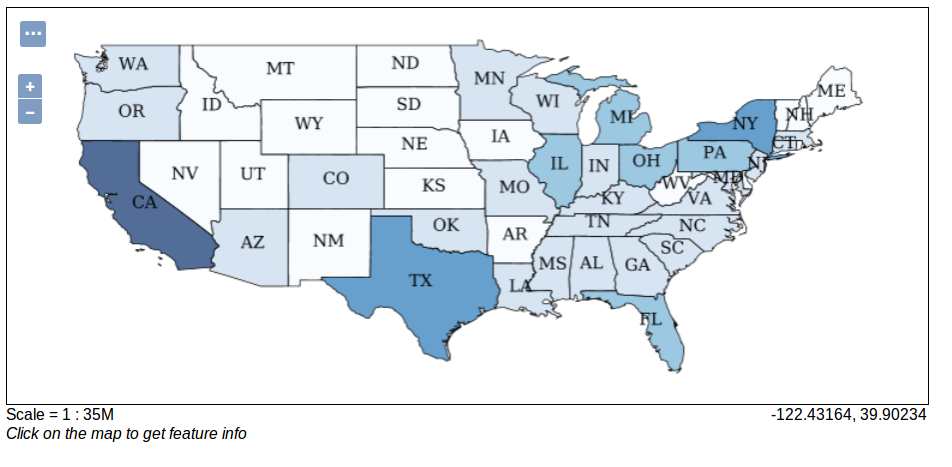 ...
+
−
WA
MT
ND
MN
ME
OR
ID
SD
WI
MI
NH
WY
NY
IA
NE
CT
PA
IL
IN
OH
NJ
NV
UT
CO
KS
MO
WV
MD
KY
VA
CA
TN
NC
OK
AR
SC
AZ
NM
MS
AL
GA
TX
LA
FL
Scale = 1 : 35M
-122.43164, 39.90234
Click on the map to get feature info